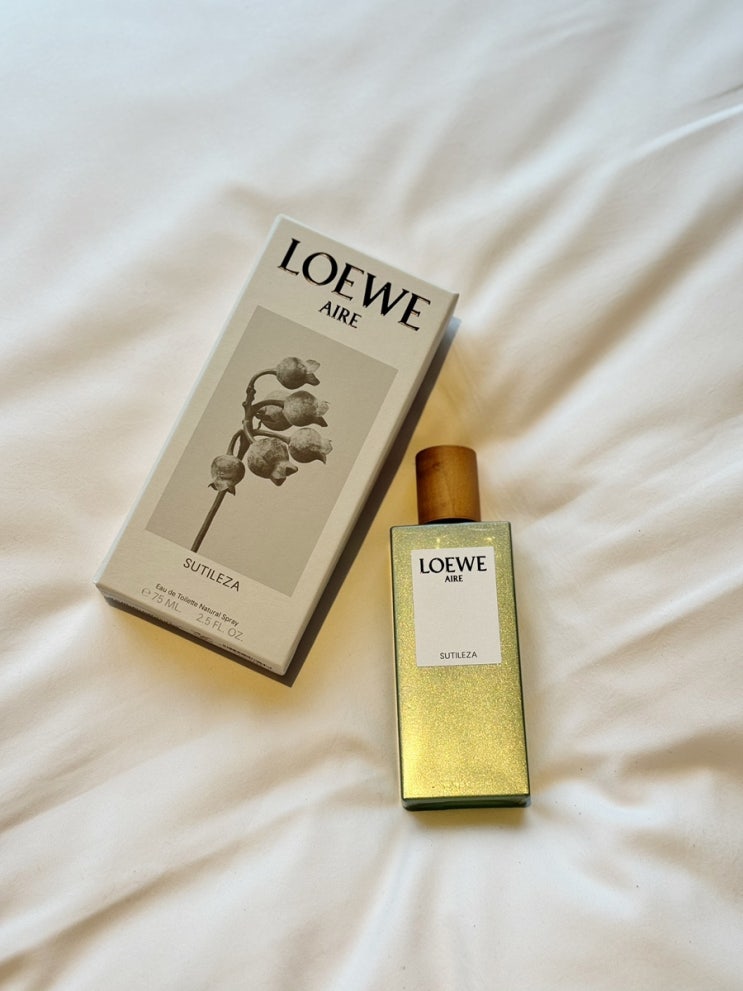 LOEWE
AIRE
SUTILEZA
Eau de Toilette Natural Spray
℮ 75 ML. 2.5 FL. OZ.
LOEWE
AIRE
SUTILEZA